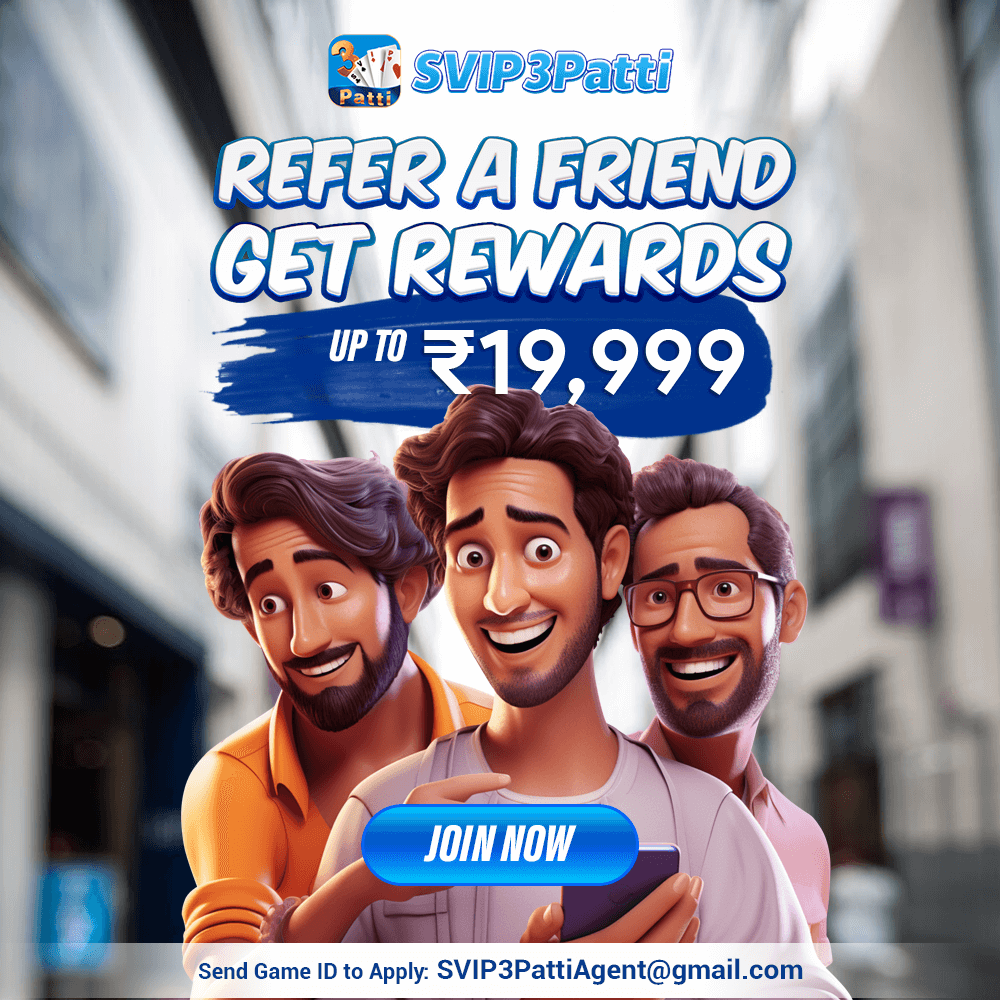 3
Patti
SVIP3Patti
REFER A FRIEND
GET REWARDS
UP TO ₹19,999
JOIN NOW
Send Game ID to Apply: SVIP3PattiAgent@gmail.com